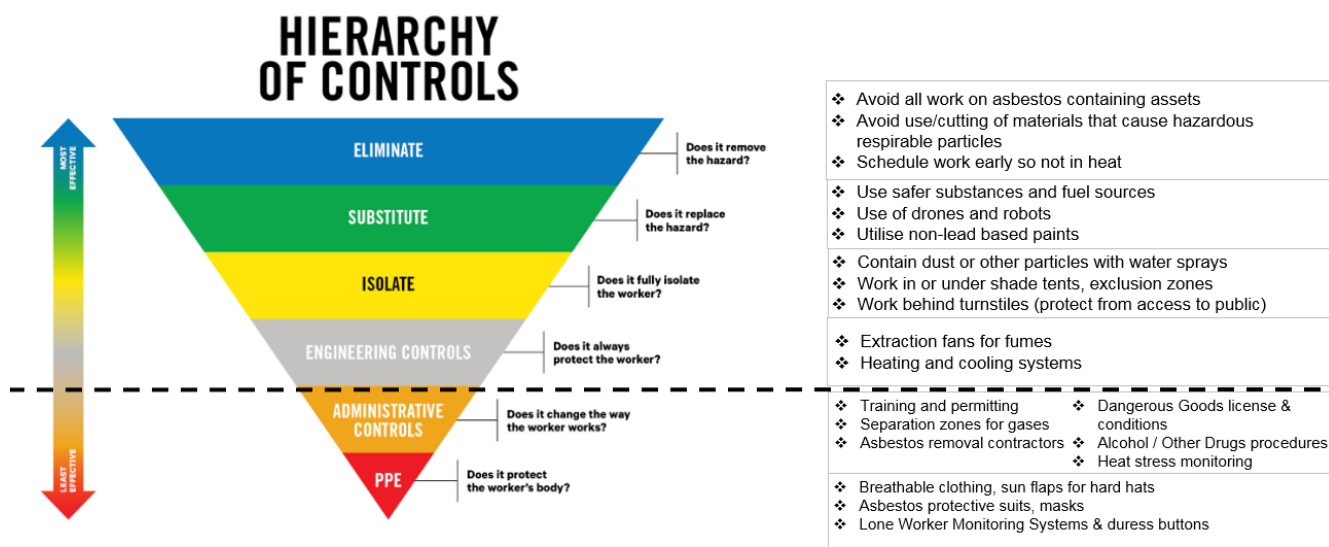 HIERARCHY
OF CONTROLS
MOST
EFFECTIVE
ELIMINATE
Does it remove
the hazard?
❖ Avoid all work on asbestos containing assets
❖ Avoid use/cutting of materials that cause hazardous
respirable particles
❖ Schedule work early so not in heat
SUBSTITUTE
Does it replace
the hazard?
❖ Use safer substances and fuel sources
❖ Use of drones and robots
❖ Utilise non-lead based paints
ISOLATE
Does it fully isolate
the worker?
❖ Contain dust or other particles with water sprays
❖ Work in or under shade tents, exclusion zones
❖ Work behind turnstiles (protect from access to public)
ENGINEERING CONTROLS
Does it always
protect the worker?
❖ Extraction fans for fumes
❖ Heating and cooling systems
ADMINISTRATIVE
CONTROLS
Does it change the way
the worker works?
❖ Training and permitting
❖ Separation zones for gases
❖ Asbestos removal contractors
❖ Dangerous Goods license &
conditions
❖ Alcohol / Other Drugs procedures
❖ Heat stress monitoring
LEAST
EFFECTIVE
PPE
Does it protect
the worker's body?
❖ Breathable clothing, sun flaps for hard hats
❖ Asbestos protective suits, masks
❖ Lone Worker Monitoring Systems & duress buttons